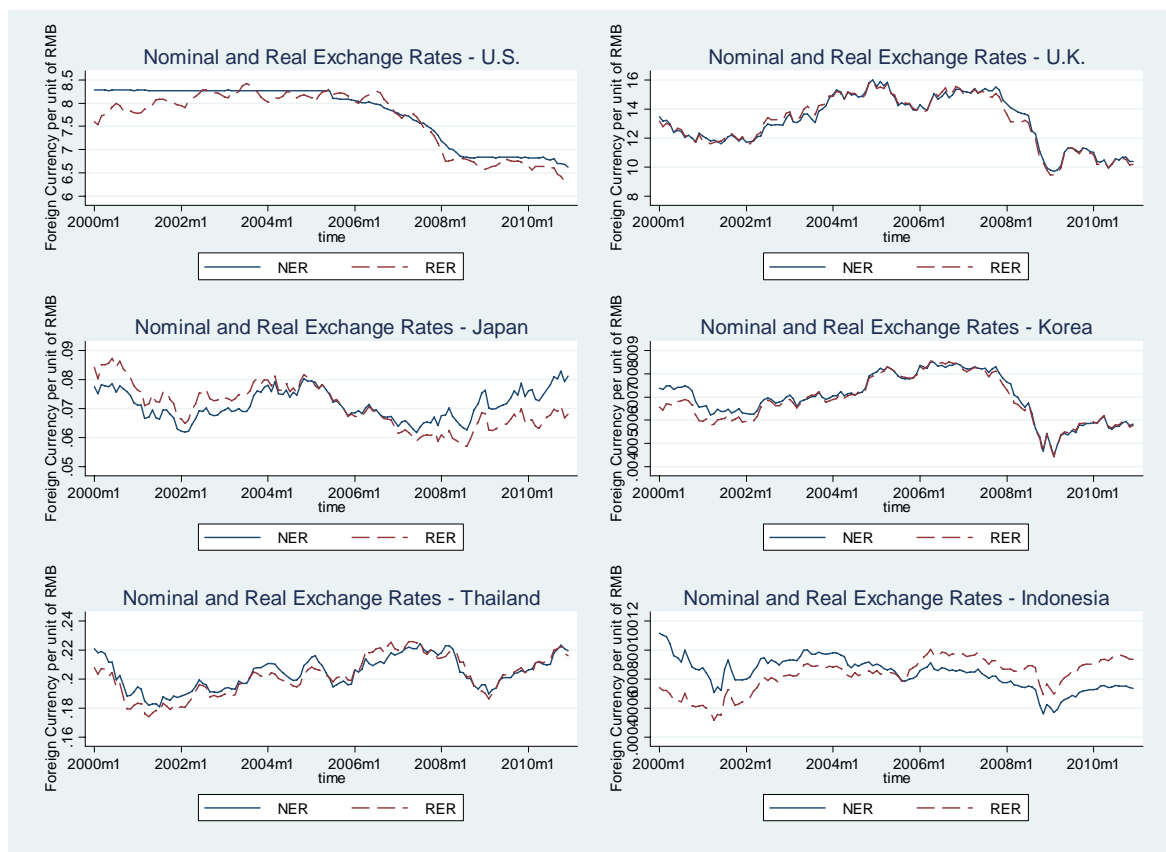 Nominal and Real Exchange Rates - U.S.
Foreign Currency per unit of RMB
8.5
8
7.5
7
6.5
6
2000m1 2002m1 2004m1 2006m1 2008m1 2010m1
time
NER RER
Nominal and Real Exchange Rates - U.K.
Foreign Currency per unit of RMB
16
14
12
10
8
2000m1 2002m1 2004m1 2006m1 2008m1 2010m1
time
NER RER
Nominal and Real Exchange Rates - Japan
Foreign Currency per unit of RMB
.09
.08
.07
.06
.05
2000m1 2002m1 2004m1 2006m1 2008m1 2010m1
time
NER RER
Nominal and Real Exchange Rates - Korea
Foreign Currency per unit of RMB
2000m1 2002m1 2004m1 2006m1 2008m1 2010m1
time
NER RER
Nominal and Real Exchange Rates - Thailand
Foreign Currency per unit of RMB
.24
.22
.2
.18
.16
2000m1 2002m1 2004m1 2006m1 2008m1 2010m1
time
NER RER
Nominal and Real Exchange Rates - Indonesia
Foreign Currency per unit of RMB
2000m1 2002m1 2004m1 2006m1 2008m1 2010m1
time
NER RER